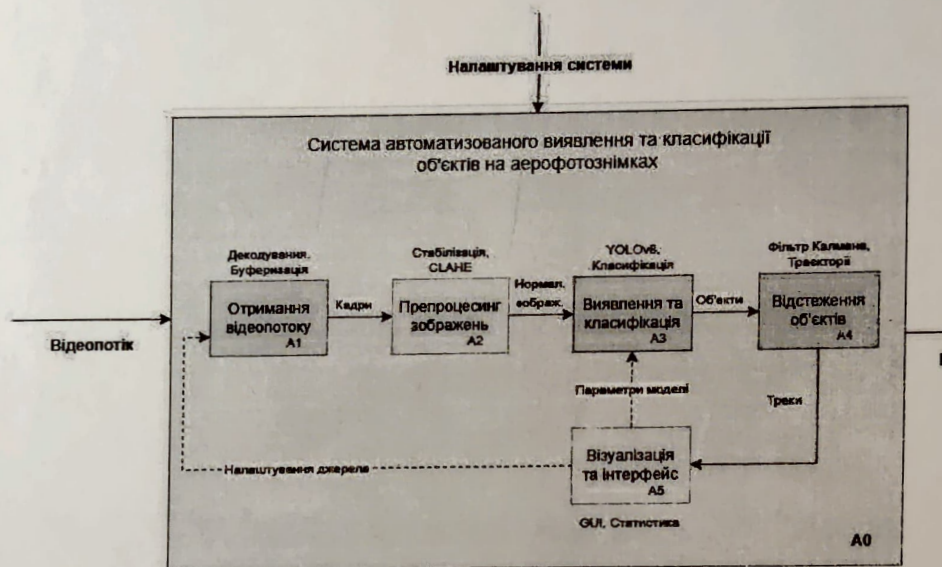 Налаштування системи
Система автоматизованого виявлення та класифікації
об'єктів на аерофотознімках
Декодування,
Буферизація
Стабілізація,
CLAHE
YOLOv8,
Класифікація
Фільтр Калмана,
Траєкторії
Отримання
відеопотоку
A1
Кадри
Препроцесинг
зображень
A2
Нормал.
зображ.
Виявлення та
класифікація
A3
Об'єкти
Відстеження
об'єктів
A4
Відеопотік
Параметри моделі
Треки
Налаштування джерела
Візуалізація
та інтерфейс
A5
GUI, Статистика
A0